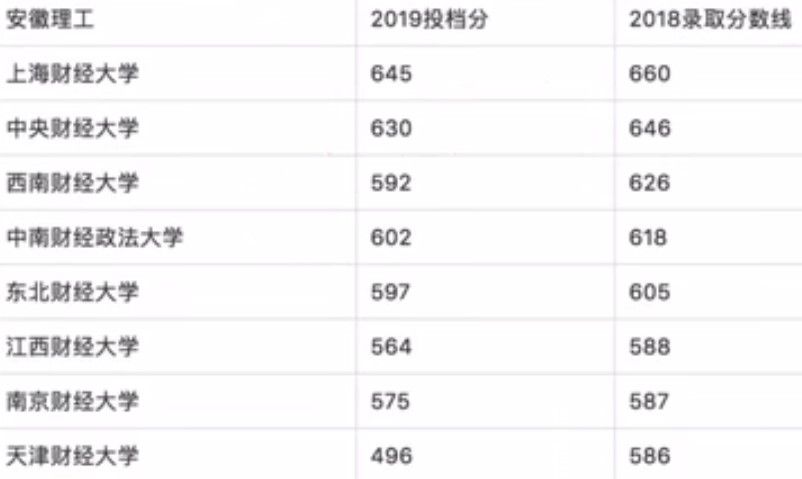 安徽理工 2019投档分 2018录取分数线
上海财经大学 645 660
中央财经大学 630 646
西南财经大学 592 626
中南财经政法大学 602 618
东北财经大学 597 605
江西财经大学 564 588
南京财经大学 575 587
天津财经大学 496 586